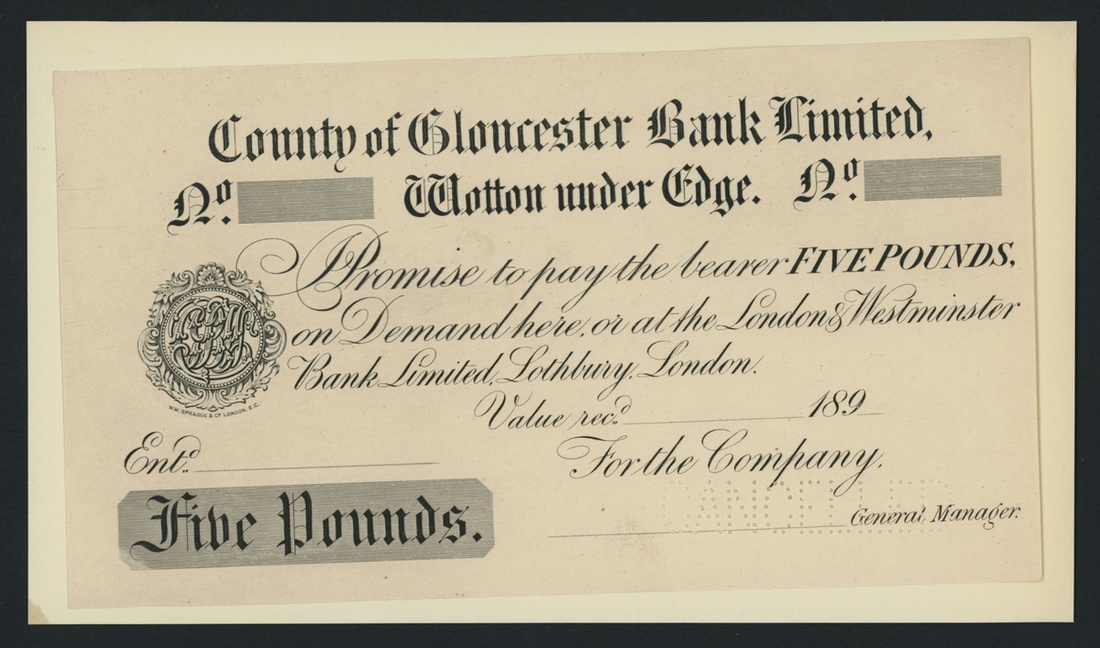 County of Gloucester Bank Limited,
No. Wotton under Edge. No.
I Promise to pay the bearer FIVE POUNDS,
on Demand here, or at the London & Westminster
Bank Limited, Lothbury, London.
W.W. SPRAGUE & Co LONDON, E.C.
Value recd. 189
Entd.
For the Company.
Five Pounds.
CANCELLED
General Manager.